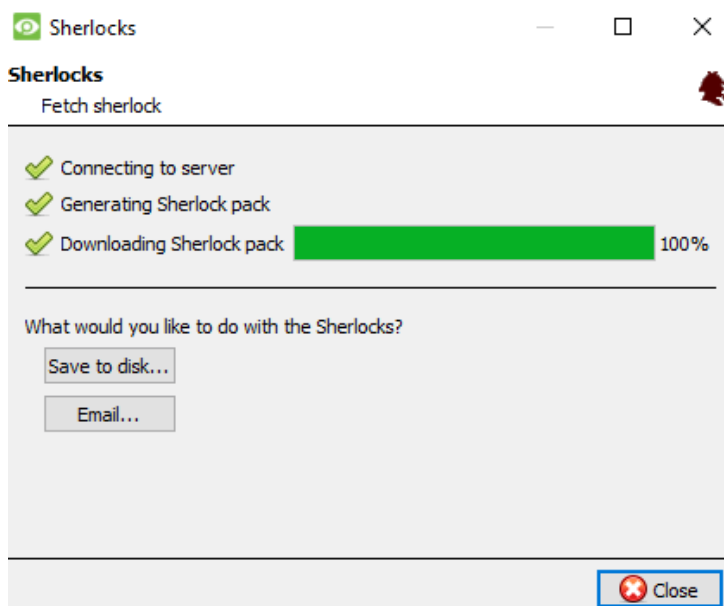 Sherlocks
Sherlocks
Fetch sherlock
Connecting to server
Generating Sherlock pack
Downloading Sherlock pack 100%
What would you like to do with the Sherlocks?
Save to disk...
Email...
Close